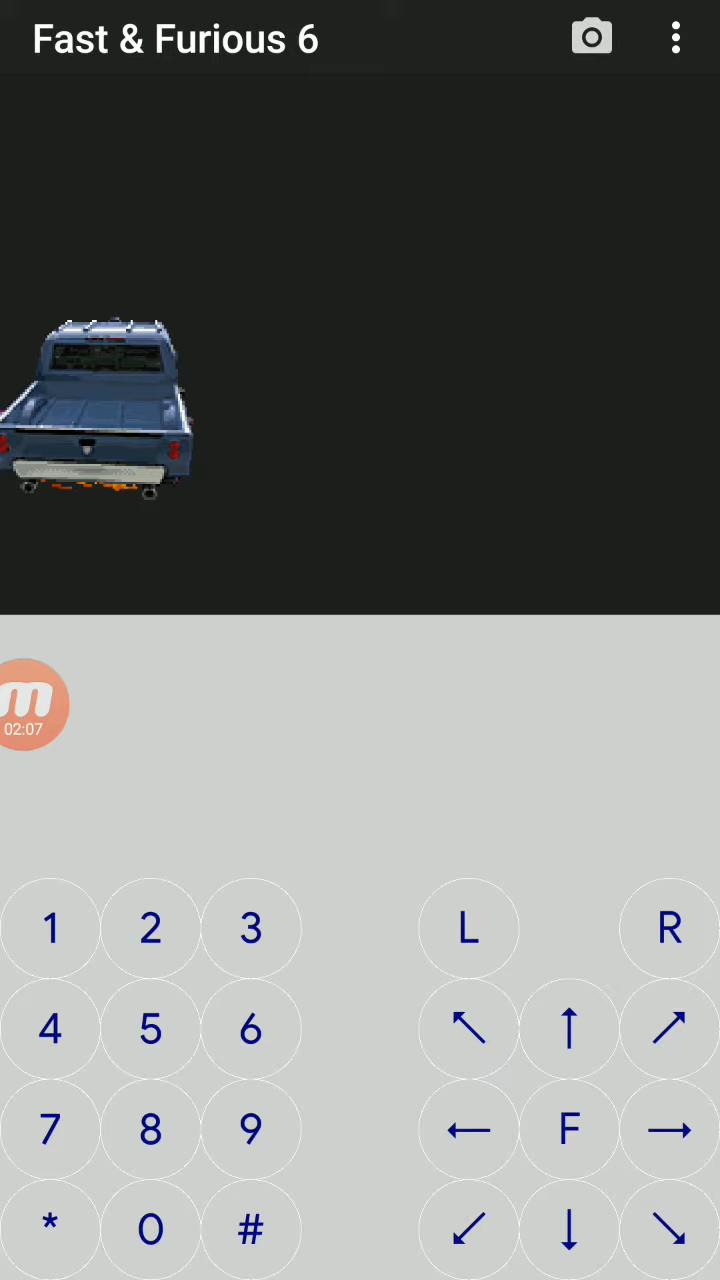 Fast & Furious 6
m
02:07
1 2 3 L R
4 5 6 ↖ ↑ ↗
7 8 9 ← F →
* 0 # ↙ ↓ ↘